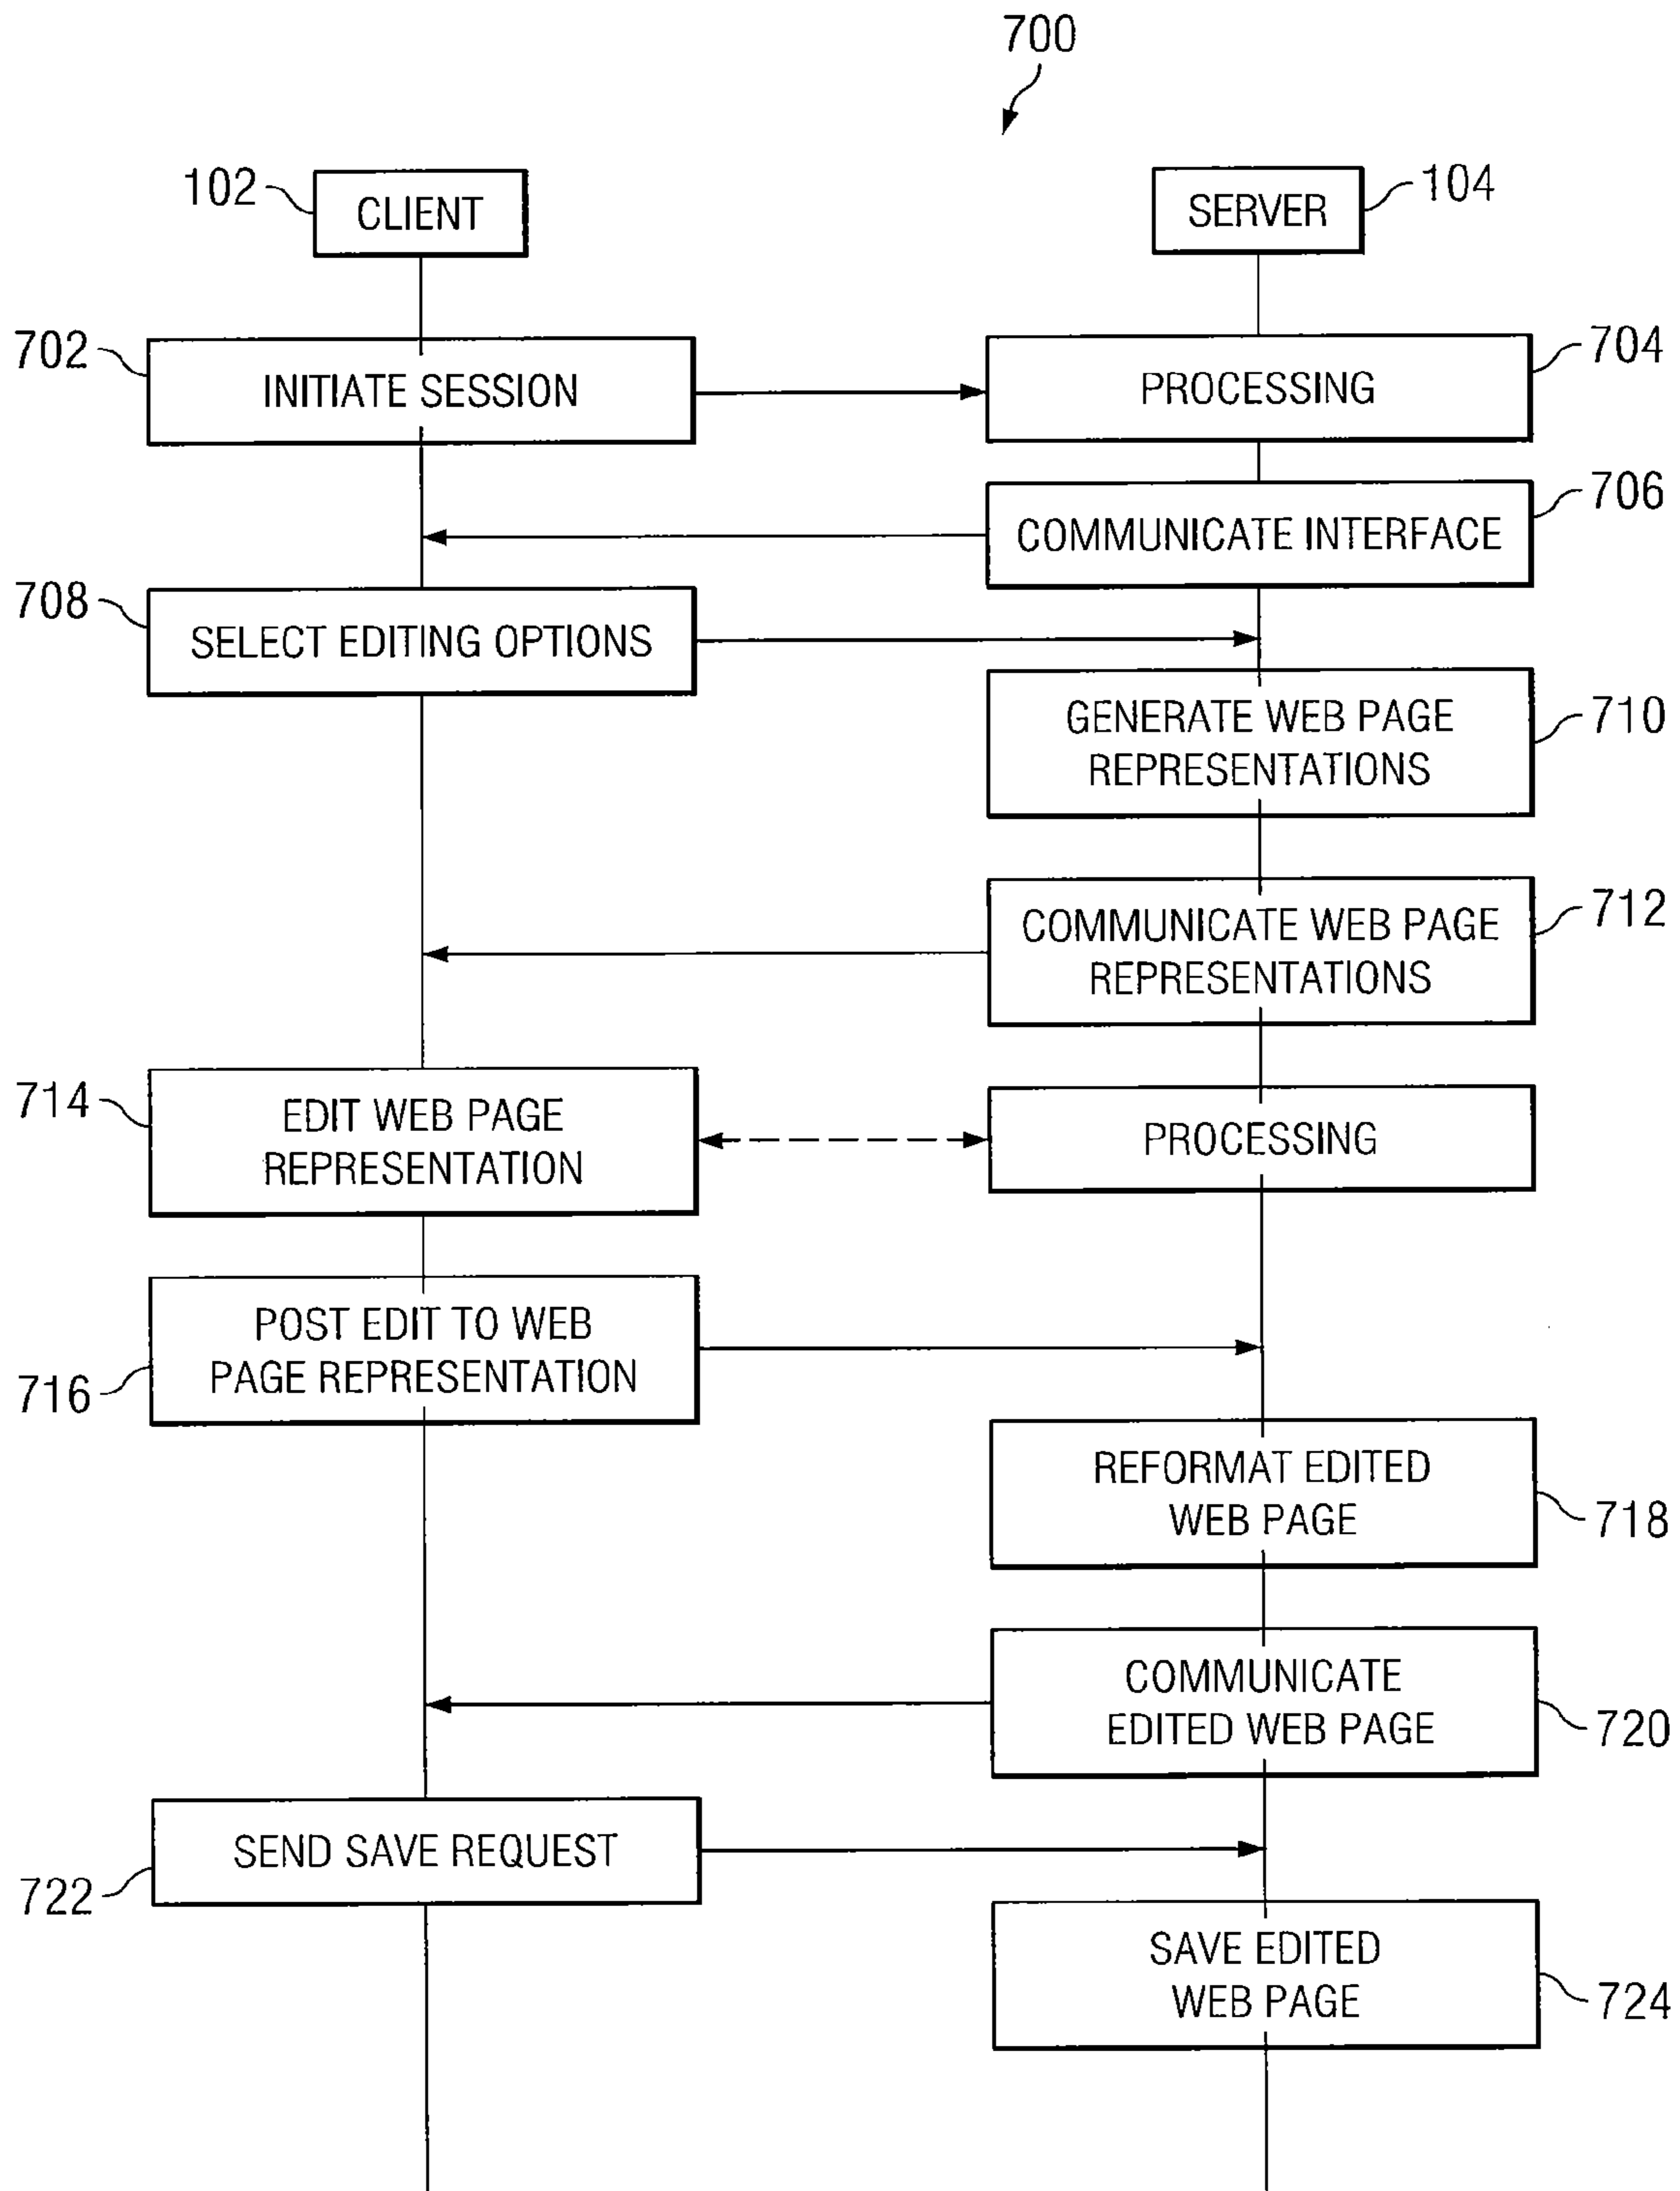 700
102
CLIENT
SERVER
104
702
INITIATE SESSION
PROCESSING
704
COMMUNICATE INTERFACE
706
708
SELECT EDITING OPTIONS
GENERATE WEB PAGE
REPRESENTATIONS
710
COMMUNICATE WEB PAGE
REPRESENTATIONS
712
714
EDIT WEB PAGE
REPRESENTATION
PROCESSING
POST EDIT TO WEB
PAGE REPRESENTATION
716
REFORMAT EDITED
WEB PAGE
718
COMMUNICATE
EDITED WEB PAGE
720
SEND SAVE REQUEST
722
SAVE EDITED
WEB PAGE
724